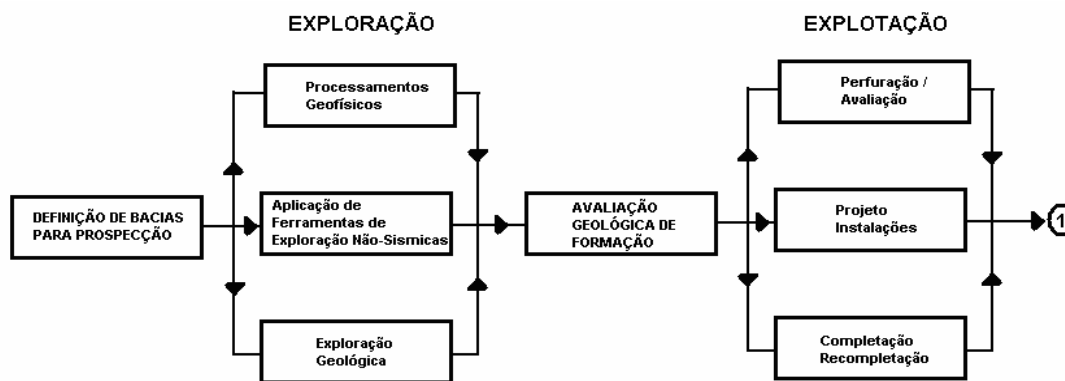 EXPLORAÇÃO
EXPLOTAÇÃO
Processamentos
Geofísicos
Perfuração /
Avaliação
DEFINIÇÃO DE BACIAS
PARA PROSPECÇÃO
Aplicação de
Ferramentas de
Exploração Não-Sismicas
AVALIAÇÃO
GEOLÓGICA DE
FORMAÇÃO
Projeto
Instalações
1
Exploração
Geológica
Completação
Recompletação